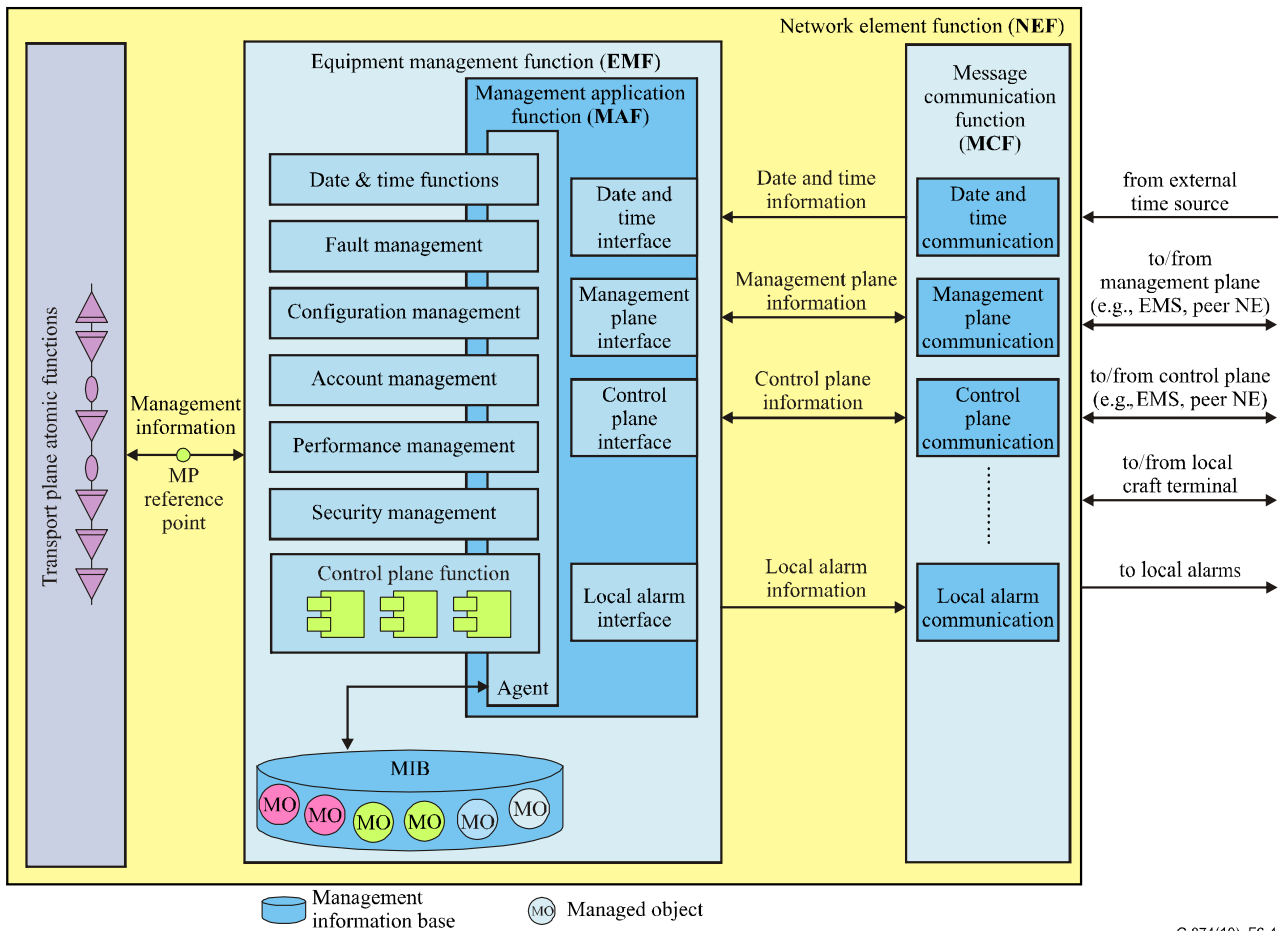 Network element function (NEF)
Equipment management function (EMF)
Management application
function (MAF)
Message
communication
function
(MCF)
Transport plane atomic functions
Management
information
MP
reference
point
Date & time functions
Fault management
Configuration management
Account management
Performance management
Security management
Control plane function
Agent
Date and
time
interface
Management
plane
interface
Control
plane
interface
Local alarm
interface
Date and time
information
Management plane
information
Control plane
information
Local alarm
information
Date and
time
communication
Management
plane
communication
Control
plane
communication
Local alarm
communication
from external
time source
to/from
management plane
(e.g., EMS, peer NE)
to/from control plane
(e.g., EMS, peer NE)
to/from local
craft terminal
to local alarms
MIB
MO
MO
MO
MO
MO
MO
Management
information base
MO
Managed object